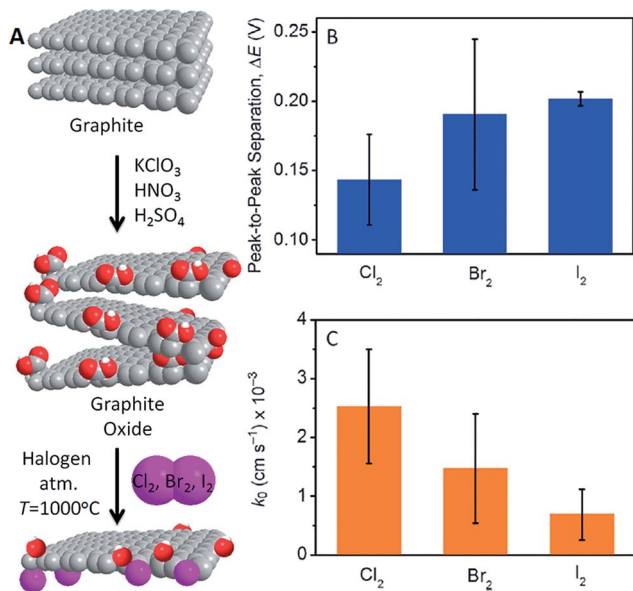 A
Graphite
KClO₃
HNO₃
H₂SO₄
Graphite
Oxide
Halogen
atm.
T=1000°C
Cl₂, Br₂, I₂
B
Peak-to-Peak Separation, ΔE (V)
0.25
0.20
0.15
0.10
Cl₂
Br₂
I₂
C
k₀ (cm s⁻¹) x 10⁻³
4
3
2
1
0
Cl₂
Br₂
I₂